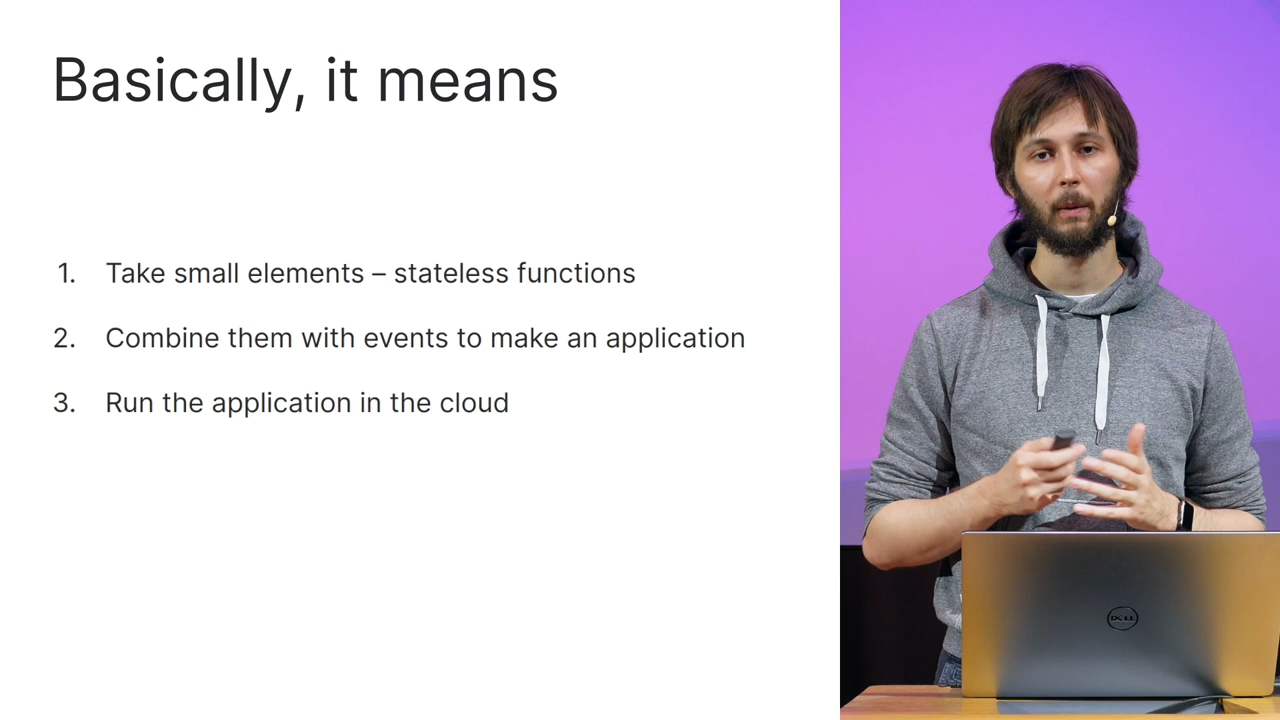 Basically, it means
1. Take small elements – stateless functions
2. Combine them with events to make an application
3. Run the application in the cloud
DELL